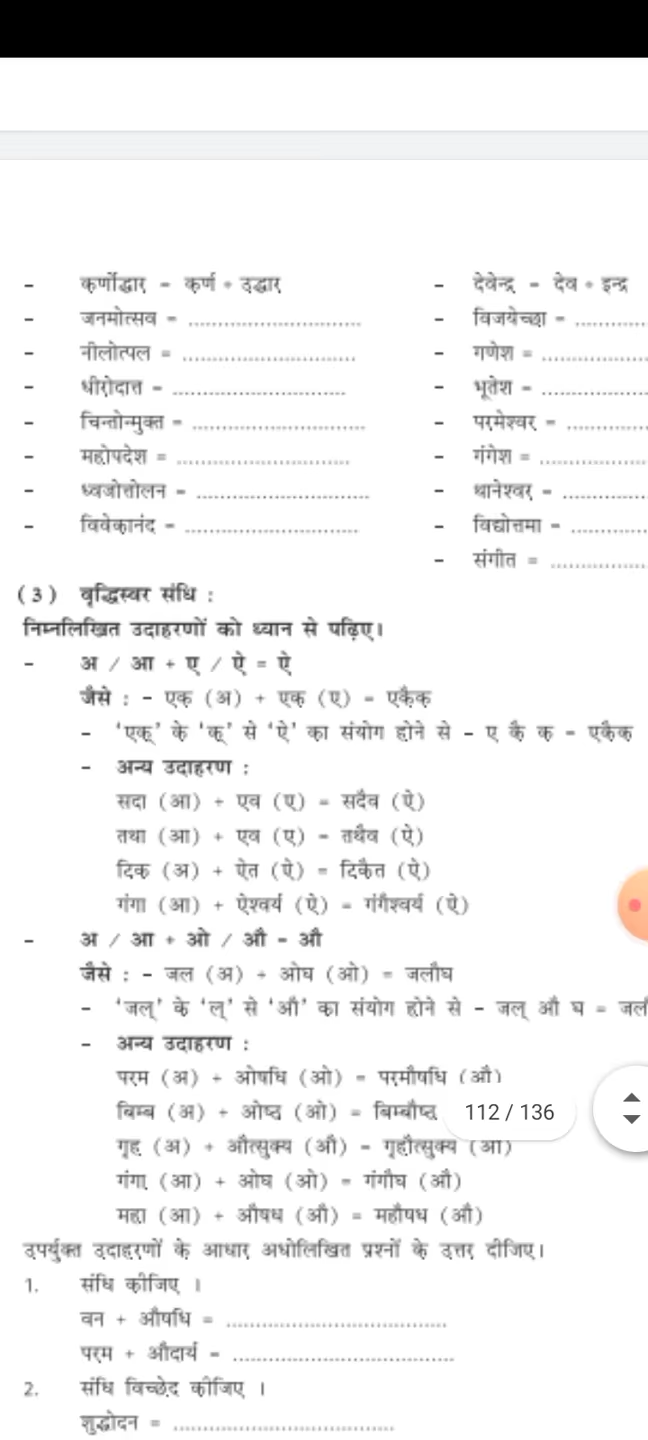 - कर्णोद्धार - कर्ण + उद्धार - देवेन्द्र - देव + इन्द्र
- जनमोत्सव = ............................. - विजयेच्छा = ............
- नीलोत्पल = ............................. - गणेश = ..................
- धीरोदात्त - ............................. - भूतेश - ..................
- चिन्तोन्मुक्त - ............................. - परमेश्वर = .............
- महोपदेश = ............................. - गंगेश = ..................
- ध्वजोत्तोलन - ............................. - थानेश्वर - ..............
- विवेकानंद - ............................. - विद्योत्तमा - .............
- संगीत = ................
(3) वृद्धिस्वर संधि :
निम्नलिखित उदाहरणों को ध्यान से पढ़िए।
- अ / आ + ए / ऐ = ऐ
जैसे : - एक (अ) + एक (ए) - एकैक
- 'एक्' के 'क्' से 'ऐ' का संयोग होने से - ए कै क - एकैक
- अन्य उदाहरण :
सदा (आ) + एव (ए) - सदैव (ऐ)
तथा (आ) + एव (ए) - तथैव (ऐ)
टिक (अ) + ऐत (ऐ) = टिकैत (ऐ)
गंगा (आ) + ऐश्वर्य (ऐ) = गंगैश्वर्य (ऐ)
- अ / आ + ओ / औ - औ
जैसे : - जल (अ) + ओघ (ओ) = जलौघ
- 'जल्' के 'ल्' से 'औ' का संयोग होने से - जल् औ घ = जलौ
- अन्य उदाहरण :
परम (अ) + ओषधि (ओ) = परमौषधि (औ)
बिम्ब (अ) + ओष्ठ (ओ) = बिम्बौष्ठ 112 / 136
गृह (अ) + औत्सुक्य (औ) - गृहौत्सुक्य (औ)
गंगा (आ) + ओघ (ओ) = गंगौघ (औ)
महा (आ) + औषध (औ) = महौषध (औ)
उपर्युक्त उदाहरणों के आधार अधोलिखित प्रश्नों के उत्तर दीजिए।
1. संधि कीजिए ।
वन + औषधि = .....................................
परम + औदार्य - .....................................
2. संधि विच्छेद कीजिए ।
शुद्धोदन = .....................................